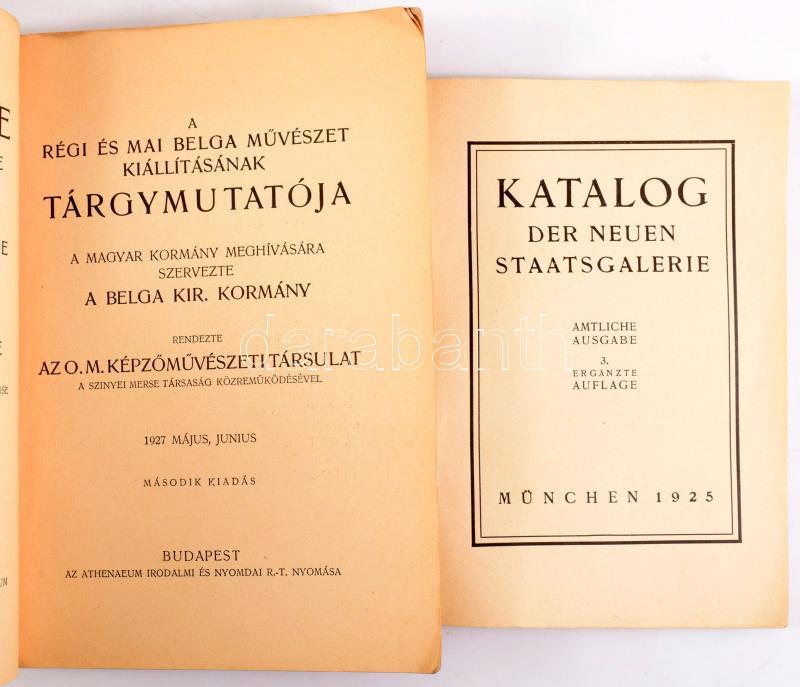 A
RÉGI ÉS MAI BELGA MŰVÉSZET
KIÁLLÍTÁSÁNAK
TÁRGYMUTATÓJA
A MAGYAR KORMÁNY MEGHÍVÁSÁRA
SZERVEZTE
A BELGA KIR. KORMÁNY
RENDEZTE
AZ O. M. KÉPZŐMŰVÉSZETI TÁRSULAT
A SZINYEI MERSE TÁRSASÁG KÖZREMŰKÖDÉSÉVEL
1927 MÁJUS, JUNIUS
MÁSODIK KIADÁS
BUDAPEST
AZ ATHENAEUM IRODALMI ÉS NYOMDAI R.-T. NYOMÁSA
KATALOG
DER NEUEN
STAATSGALERIE
AMTLICHE
AUSGABE
3.
ERGÄNZTE
AUFLAGE
MÜNCHEN 1925
darabanth